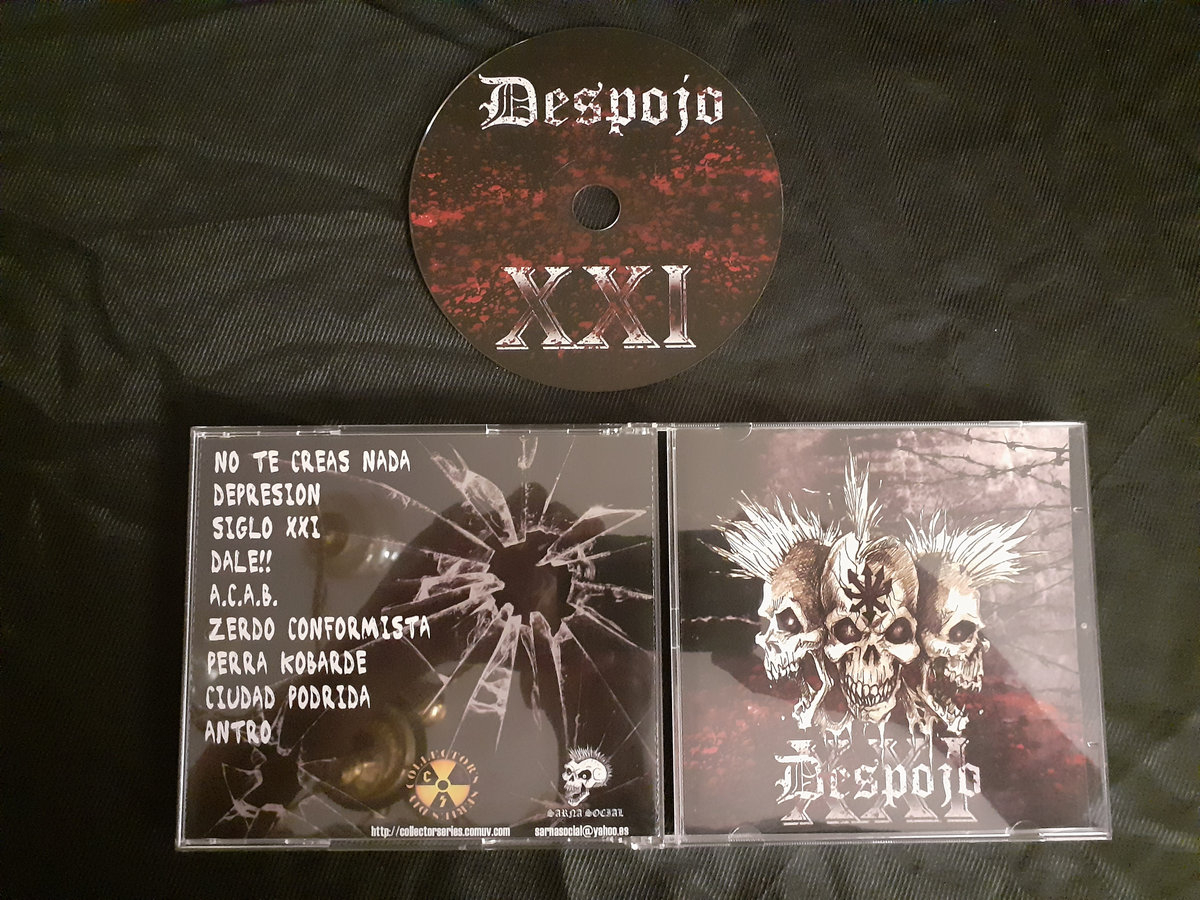 Despojo
XXI
NO TE CREAS NADA
DEPRESION
SIGLO XXI
DALE!!
A.C.A.B.
ZERDO CONFORMISTA
PERRA KOBARDE
CIUDAD PODRIDA
ANTRO
COLLECTORS
SARNA SOCIAL
http://collectorseries.comuv.com
sarnasocial@yahoo.es
XXI
Despojo